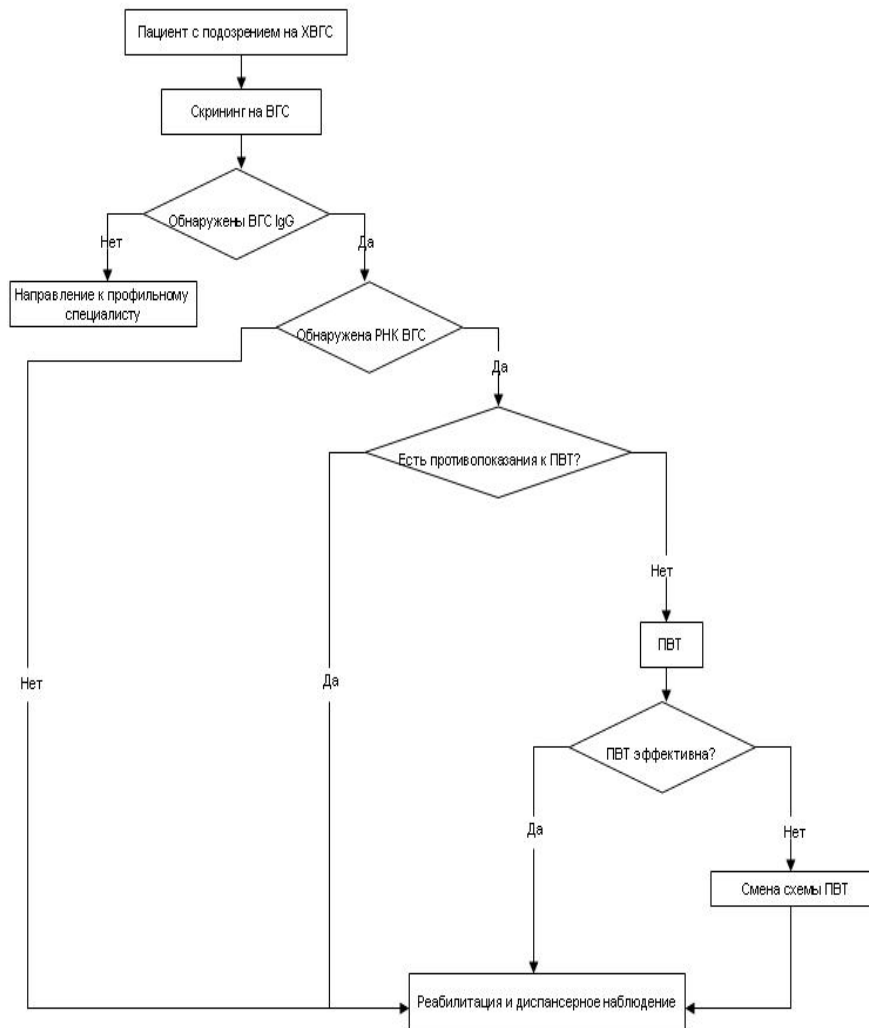 Пациент с подозрением на ХВГС
Скрининг на ВГС
Обнаружены ВГС IgG
Нет
Да
Направление к профильному
специалисту
Обнаружена РНК ВГС
Да
Есть противопоказания к ПВТ?
Нет
ПВТ
Нет
Да
ПВТ эффективна?
Да
Нет
Смена схемы ПВТ
Реабилитация и диспансерное наблюдение